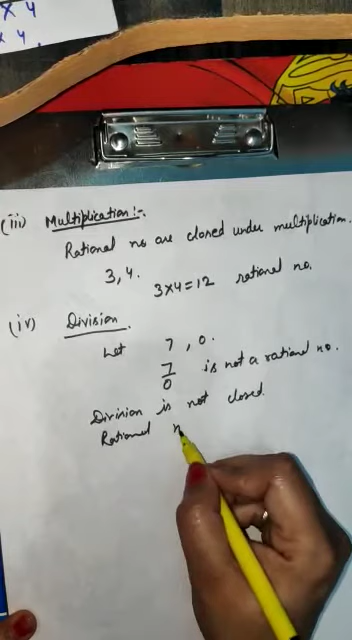 x 4
x 4.
(iii) Multiplication:-.
Rational no are closed under multiplication.
3, 4.
3x4=12 rational no.
(iv) Division.
Let 7, 0.
7/0 is not a rational no.
Division is not closed.
Rational n